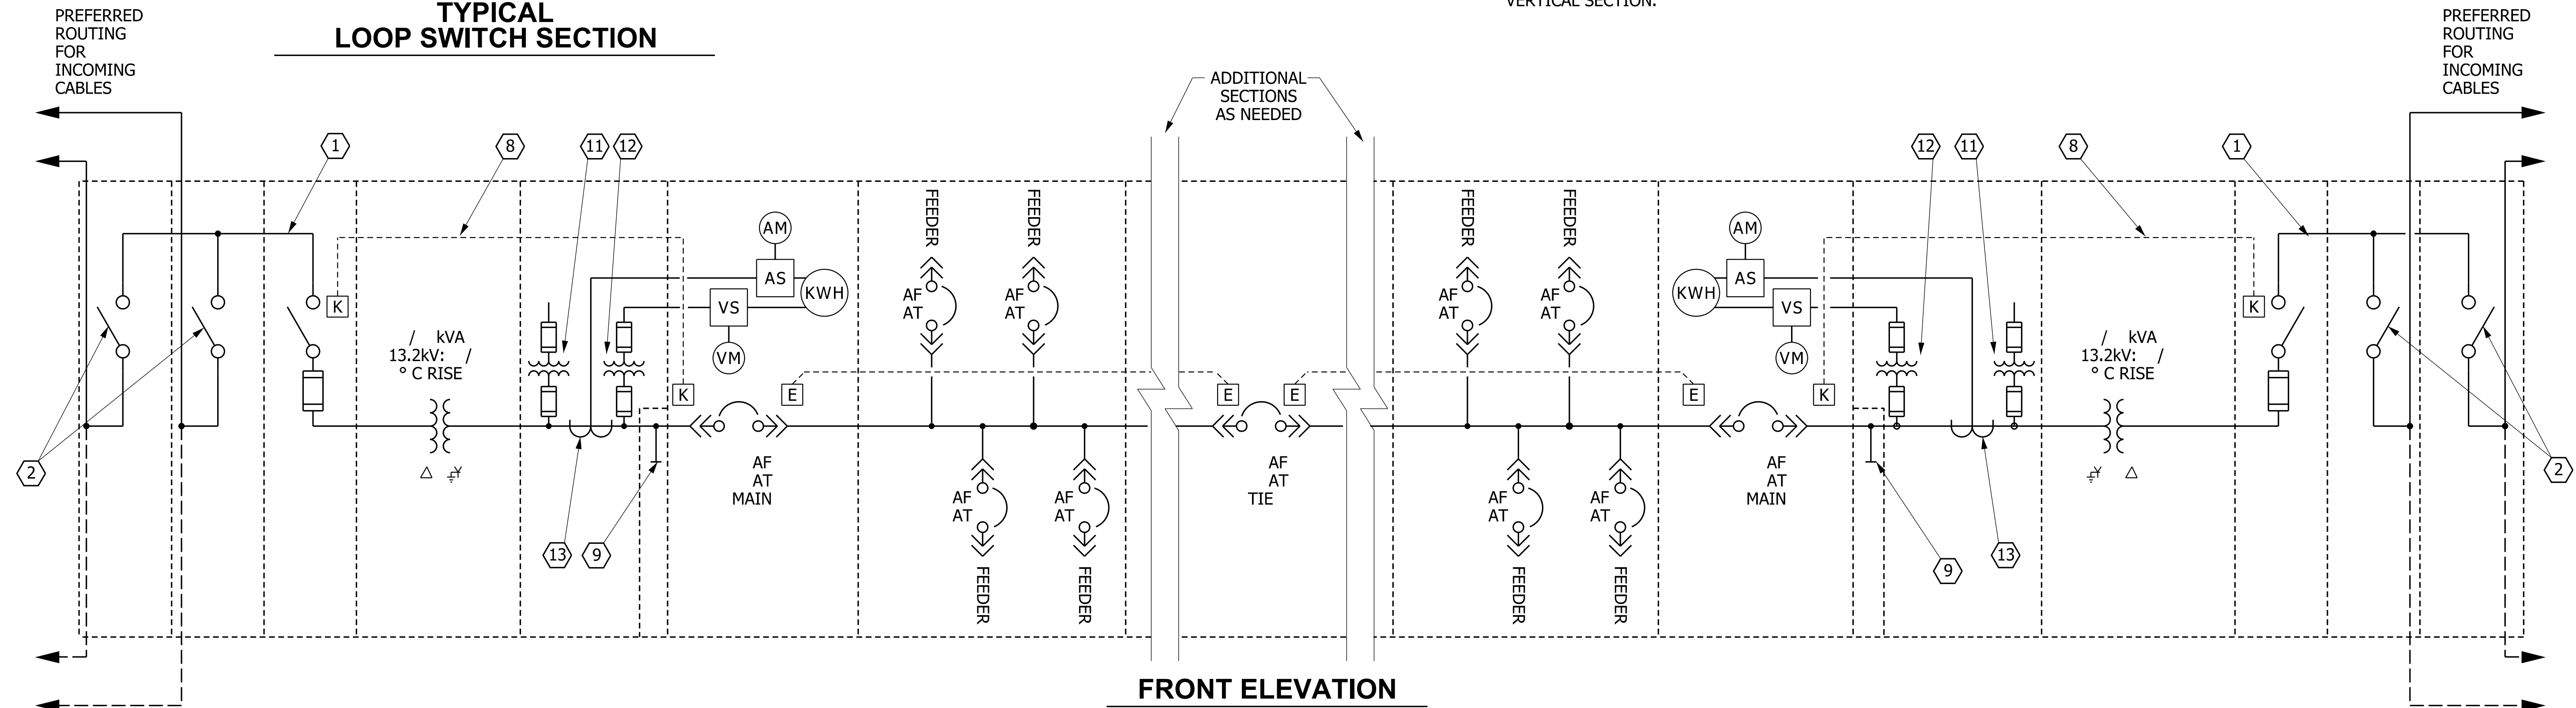 PREFERRED
ROUTING
FOR
INCOMING
CABLES
TYPICAL
LOOP SWITCH SECTION
VERTICAL SECTION.
PREFERRED
ROUTING
FOR
INCOMING
CABLES
ADDITIONAL
SECTIONS
AS NEEDED
1
8
11
12
12
11
8
1
FEEDER
FEEDER
FEEDER
FEEDER
AM
AS
KWH
VS
VM
AM
AS
KWH
VS
VM
K
K
AF
AT
AF
AT
AF
AT
AF
AT
/ kVA
13.2kV: /
° C RISE
/ kVA
13.2kV: /
° C RISE
K
E
E
E
E
K
2
2
Δ
Y
Y
Δ
AF
AT
MAIN
AF
AT
AF
AT
AF
AT
TIE
AF
AT
AF
AT
AF
AT
MAIN
13
9
9
13
FEEDER
FEEDER
FEEDER
FEEDER
FRONT ELEVATION